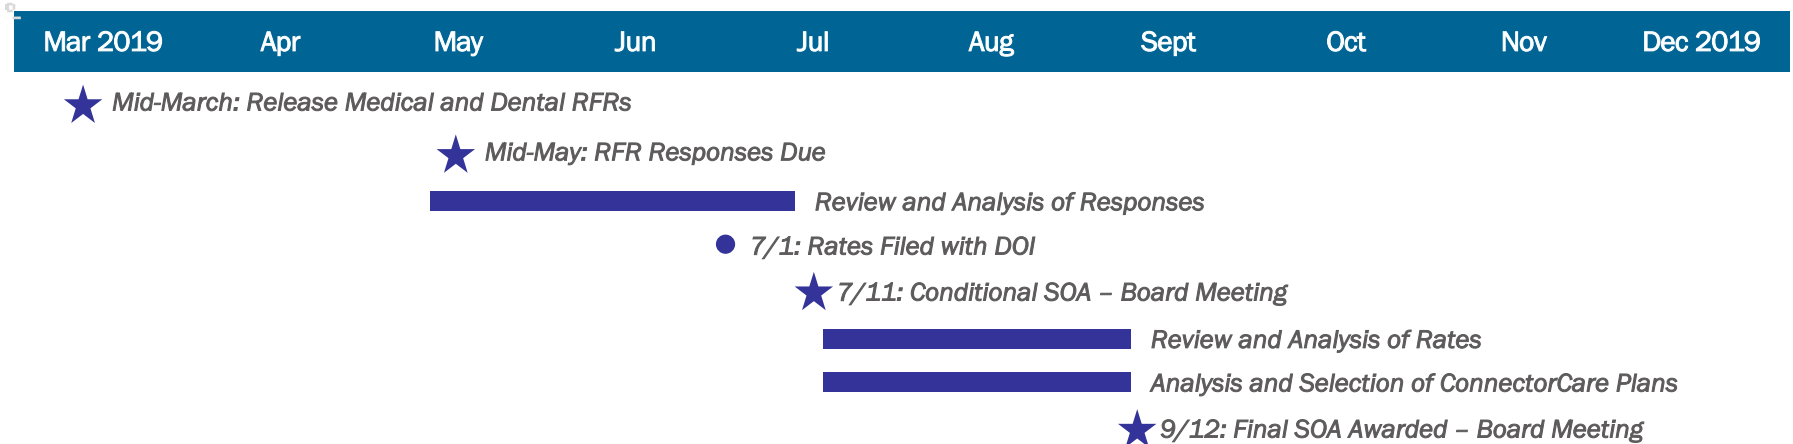 Mar 2019 Apr May Jun Jul Aug Sept Oct Nov Dec 2019
Mid-March: Release Medical and Dental RFRs
Mid-May: RFR Responses Due
Review and Analysis of Responses
7/1: Rates Filed with DOI
7/11: Conditional SOA – Board Meeting
Review and Analysis of Rates
Analysis and Selection of ConnectorCare Plans
9/12: Final SOA Awarded – Board Meeting